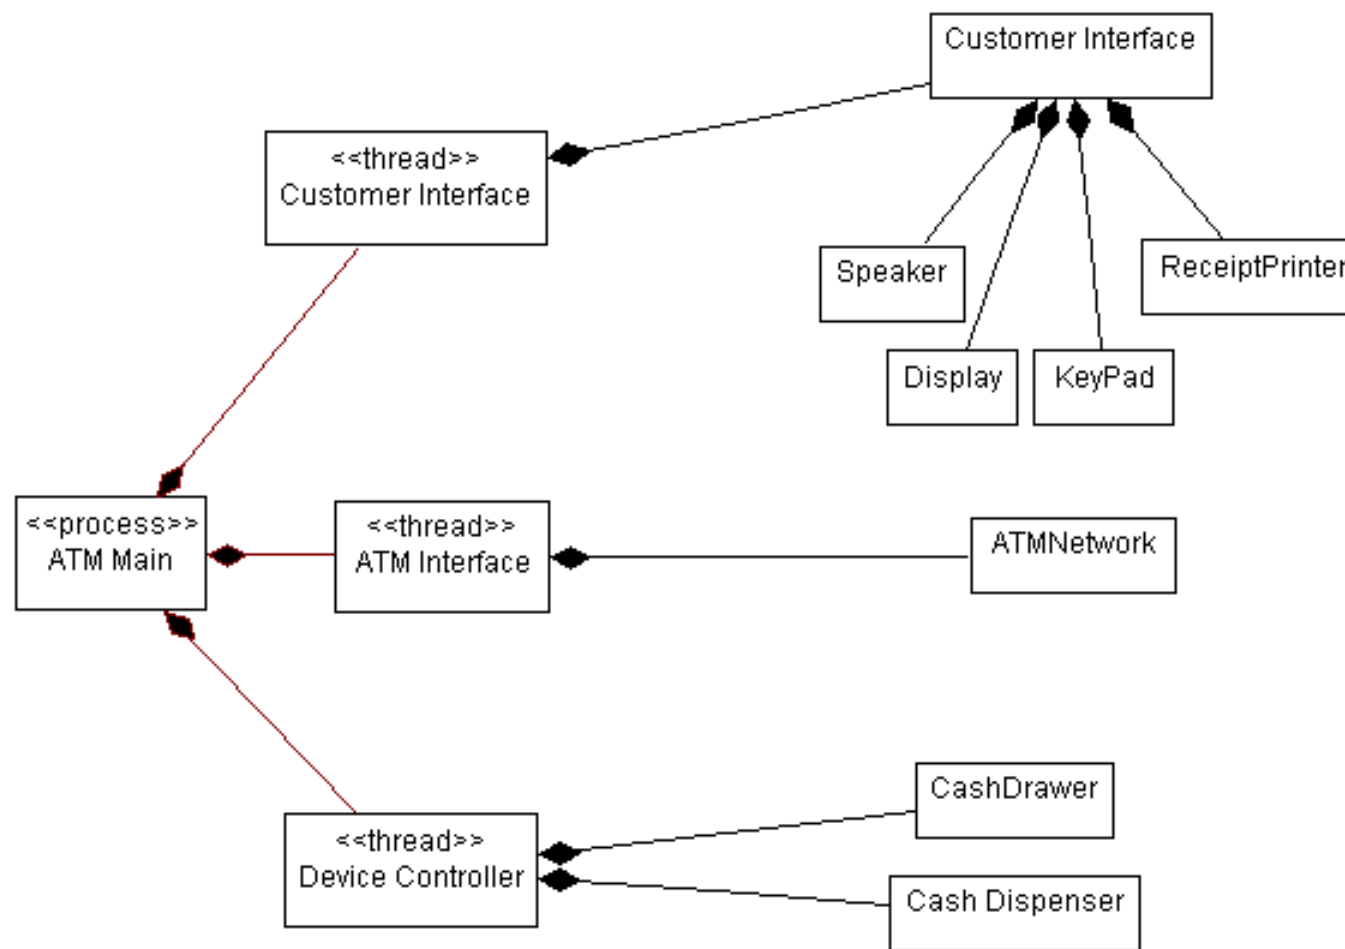 Customer Interface
<<thread>>
Customer Interface
Speaker
ReceiptPrinter
Display
KeyPad
<<process>>
ATM Main
<<thread>>
ATM Interface
ATMNetwork
<<thread>>
Device Controller
CashDrawer
Cash Dispenser